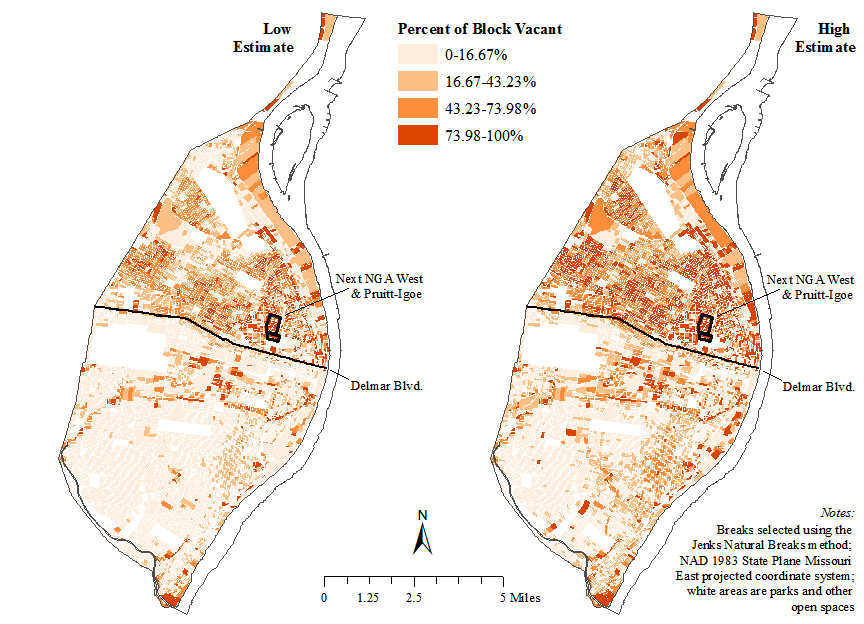 Low
Estimate
Percent of Block Vacant
0-16.67%
16.67-43.23%
43.23-73.98%
73.98-100%
High
Estimate
Next NGA West
& Pruitt-Igoe
Delmar Blvd.
Next NGA West
& Pruitt-Igoe
Delmar Blvd.
N
0 1.25 2.5 5 Miles
Notes:
Breaks selected using the
Jenks Natural Breaks method;
NAD 1983 State Plane Missouri
East projected coordinate system;
white areas are parks and other
open spaces